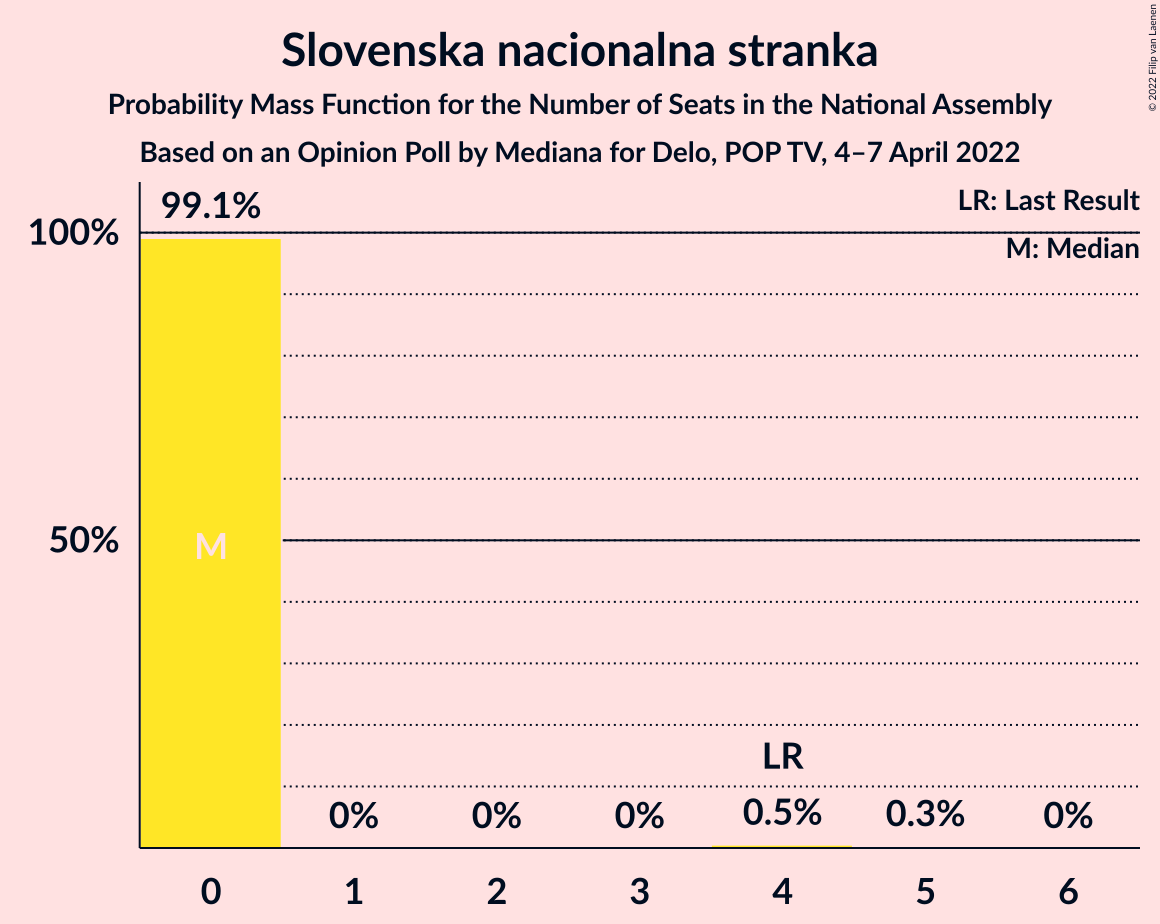 Slovenska nacionalna stranka
Probability Mass Function for the Number of Seats in the National Assembly
Based on an Opinion Poll by Mediana for Delo, POP TV, 4–7 April 2022
© 2022 Filip van Laenen
99.1%
LR: Last Result
100%
M: Median
50%
M
LR
0% 0% 0% 0.5% 0.3% 0%
0 1 2 3 4 5 6